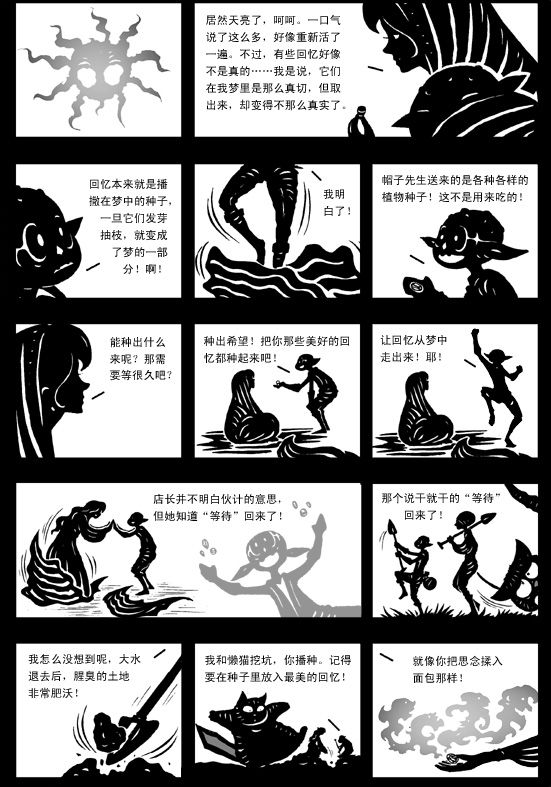 居然天亮了，呵呵。一口气
说了这么多，好像重新活了
一遍。不过，有些回忆好像
不是真的……我是说，它们
在我梦里是那么真切，但取
出来，却变得不那么真实了。
回忆本来就是播
撒在梦中的种子，
一旦它们发芽
抽枝，就变成
了梦的一部
分！啊！
我明
白了！
帽子先生送来的是各种各样的
植物种子！这不是用来吃的！
能种出什么
来呢？那需
要等很久吧？
种出希望！把你那些美好的回
忆都种起来吧！
让回忆从梦中
走出来！耶！
店长并不明白伙计的意思，
但她知道“等待”回来了！
那个说干就干的“等待”
回来了！
我怎么没想到呢，大水
退去后，腥臭的土地
非常肥沃！
我和懒猫挖坑，你播种。记得
要在种子里放入最美的回忆！
就像你把思念揉入
面包那样！